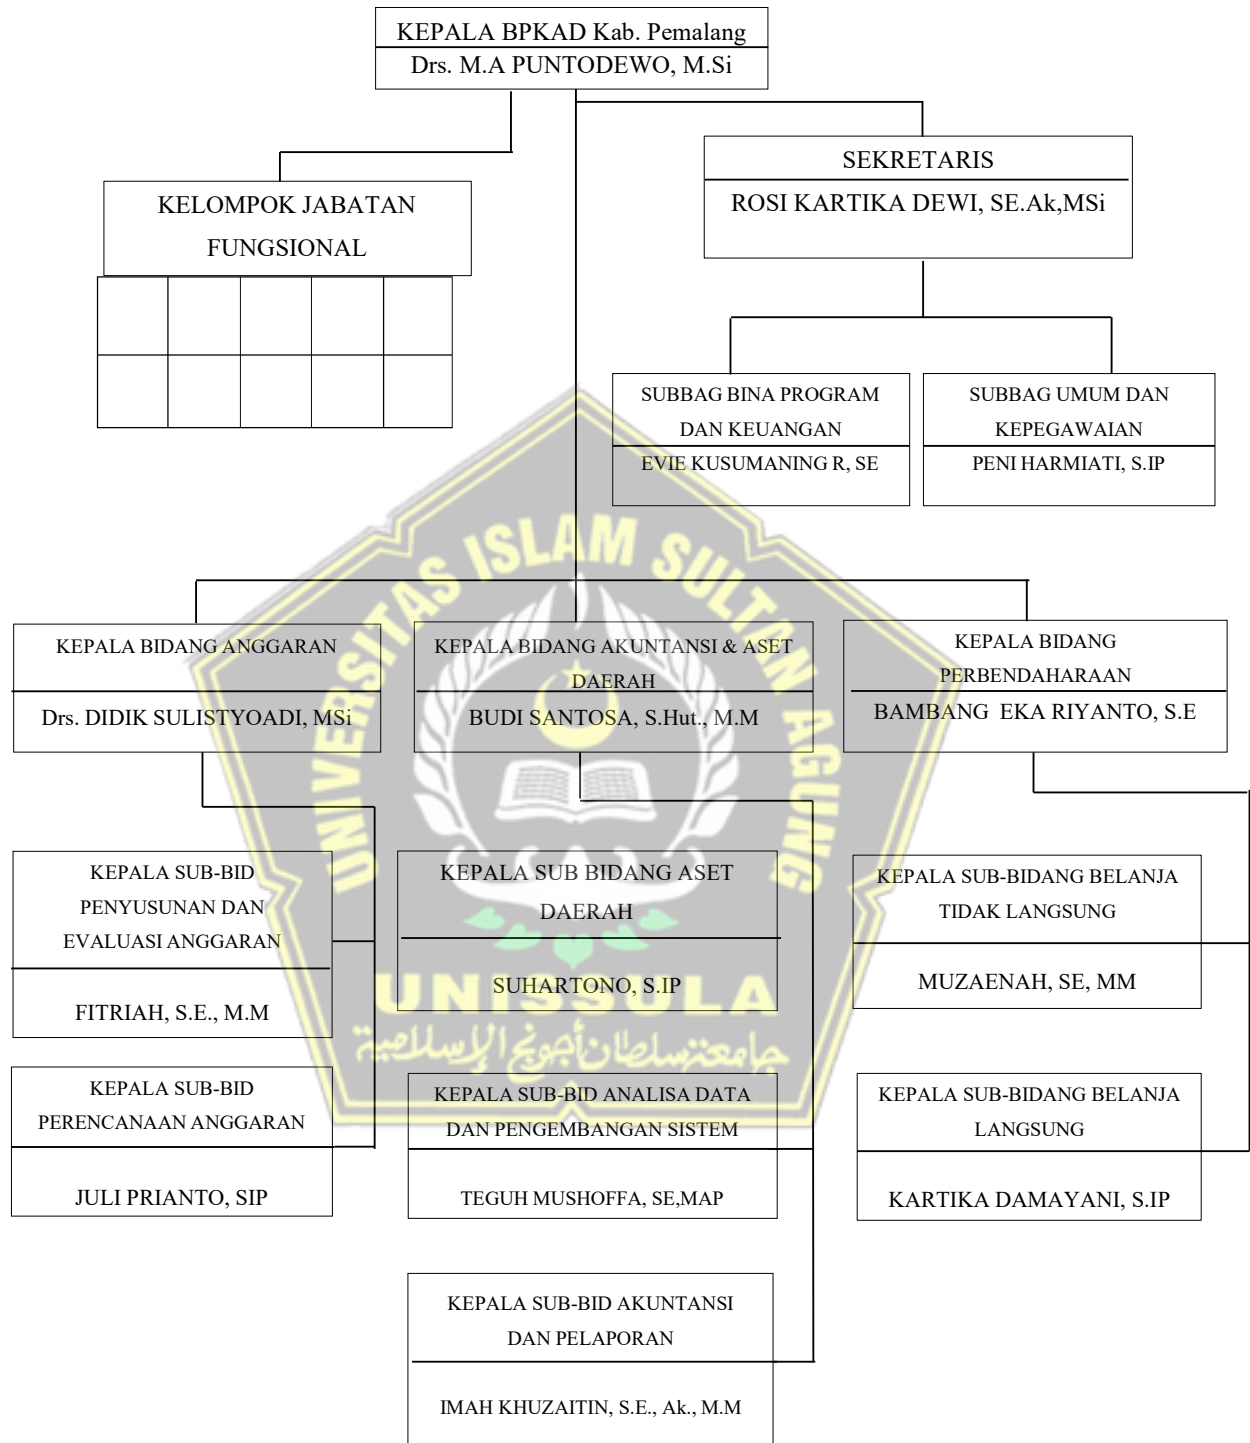 KEPALA BPKAD Kab. Pemalang
Drs. M.A PUNTODEWO, M.Si
SEKRETARIS
ROSI KARTIKA DEWI, SE.Ak,MSi
KELOMPOK JABATAN
FUNGSIONAL
SUBBAG BINA PROGRAM
DAN KEUANGAN
EVIE KUSUMANING R, SE
SUBBAG UMUM DAN
KEPEGAWAIAN
PENI HARMIATI, S.IP
UNIVERSITAS ISLAM SULTAN AGUNG
KEPALA BIDANG ANGGARAN
Drs. DIDIK SULISTYOADI, MSi
KEPALA BIDANG AKUNTANSI & ASET
DAERAH
BUDI SANTOSA, S.Hut., M.M
KEPALA BIDANG
PERBENDAHARAAN
BAMBANG  EKA RIYANTO, S.E
KEPALA SUB-BID
PENYUSUNAN DAN
EVALUASI ANGGARAN
FITRIAH, S.E., M.M
KEPALA SUB BIDANG ASET
DAERAH
SUHARTONO, S.IP
KEPALA SUB-BIDANG BELANJA
TIDAK LANGSUNG
MUZAENAH, SE, MM
UNISSULA
جامعة سلطان أجونج الإسلامية
KEPALA SUB-BID
PERENCANAAN ANGGARAN
JULI PRIANTO, SIP
KEPALA SUB-BID ANALISA DATA
DAN PENGEMBANGAN SISTEM
TEGUH MUSHOFFA, SE,MAP
KEPALA SUB-BIDANG BELANJA
LANGSUNG
KARTIKA DAMAYANI, S.IP
KEPALA SUB-BID AKUNTANSI
DAN PELAPORAN
IMAH KHUZAITIN, S.E., Ak., M.M